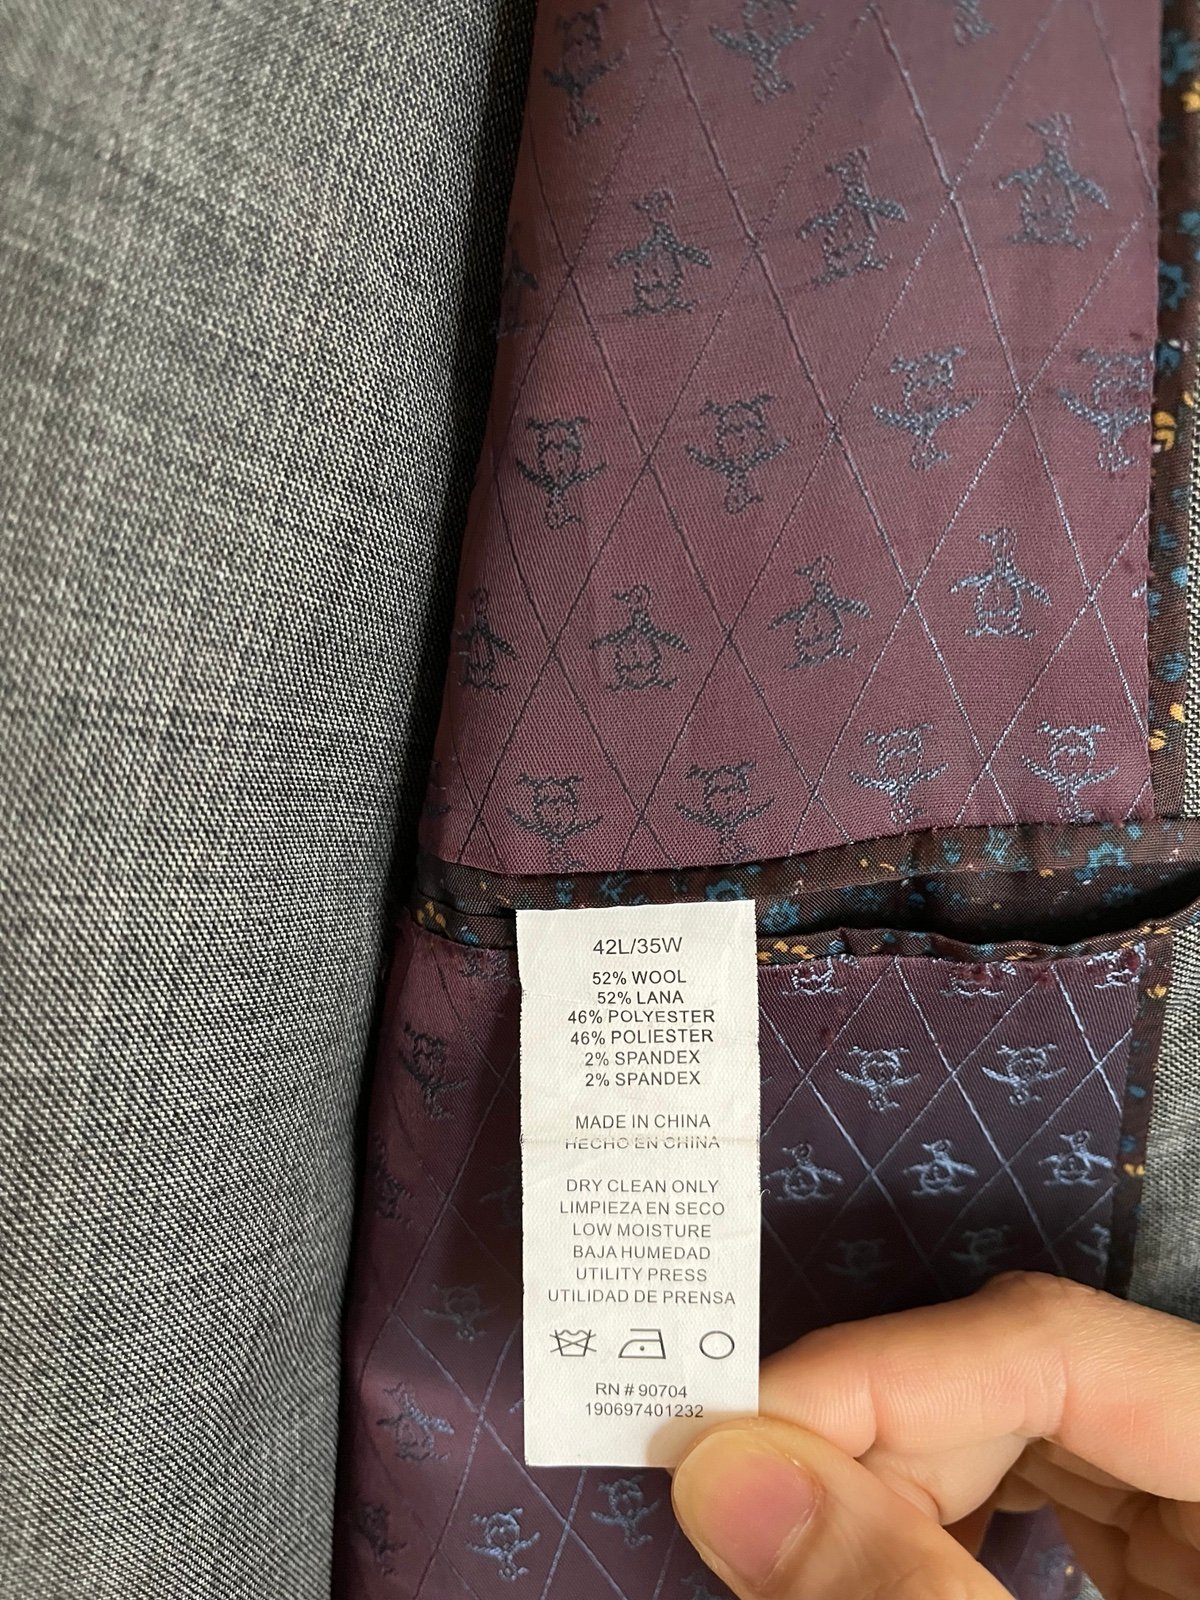 42L/35W
52% WOOL
52% LANA
46% POLYESTER
46% POLIESTER
2% SPANDEX
2% SPANDEX
MADE IN CHINA
HECHO EN CHINA
DRY CLEAN ONLY
LIMPIEZA EN SECO
LOW MOISTURE
BAJA HUMEDAD
UTILITY PRESS
UTILIDAD DE PRENSA
RN # 90704
190697401232